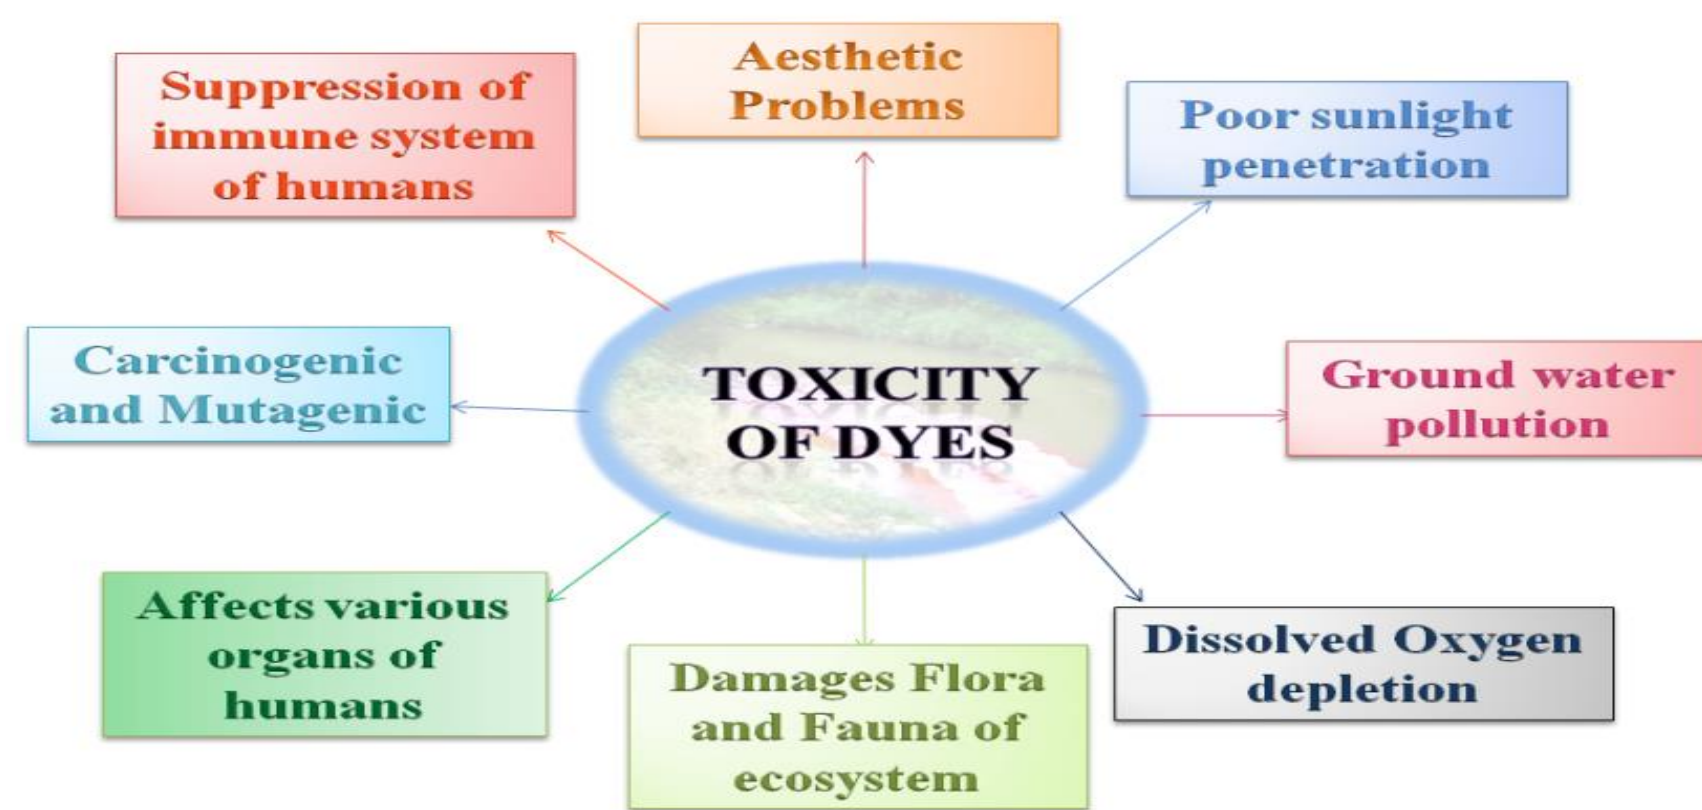 Aesthetic
Problems
Suppression of
immune system
of humans
Poor sunlight
penetration
Carcinogenic
and Mutagenic
TOXICITY
OF DYES
Ground water
pollution
Affects various
organs of
humans
Damages Flora
and Fauna of
ecosystem
Dissolved Oxygen
depletion